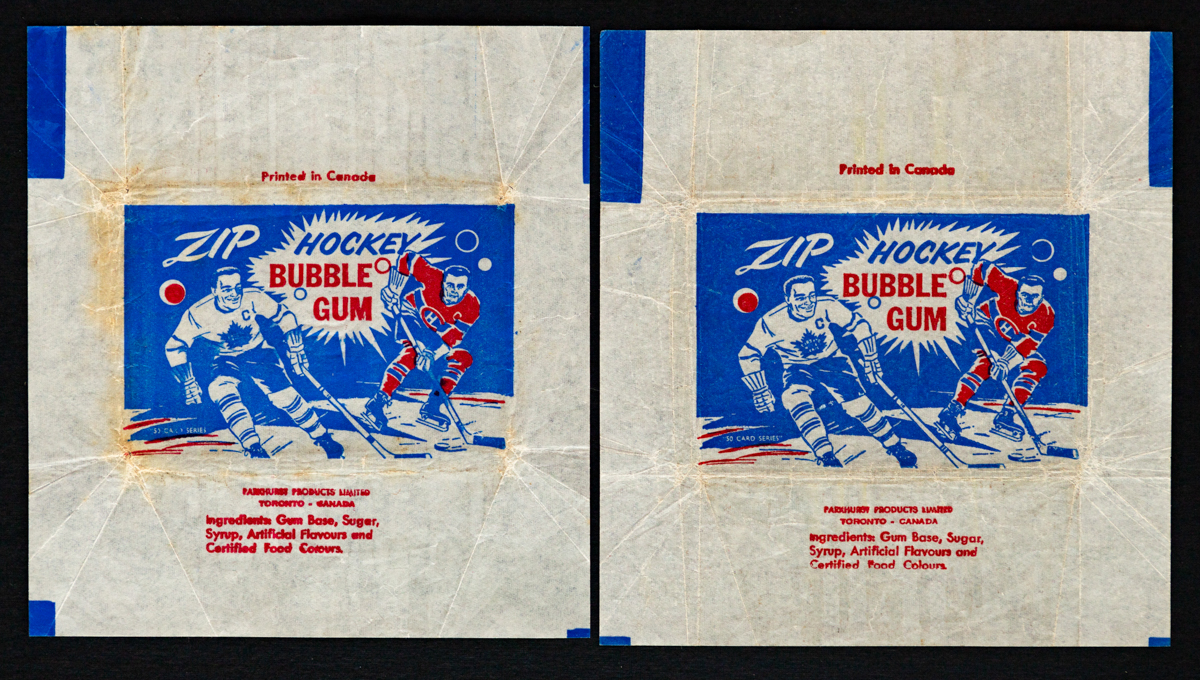 Printed in Canada
ZIP HOCKEY
BUBBLE
GUM
C
H
"50 CARD SERIES"
PARKHURST PRODUCTS LIMITED
TORONTO - CANADA
Ingredients: Gum Base, Sugar,
Syrup, Artificial Flavours and
Certified Food Colours.
Printed in Canada
ZIP HOCKEY
BUBBLE
GUM
C
"50 CARD SERIES"
PARKHURST PRODUCTS LIMITED
TORONTO - CANADA
Ingredients: Gum Base, Sugar,
Syrup, Artificial Flavours and
Certified Food Colours.